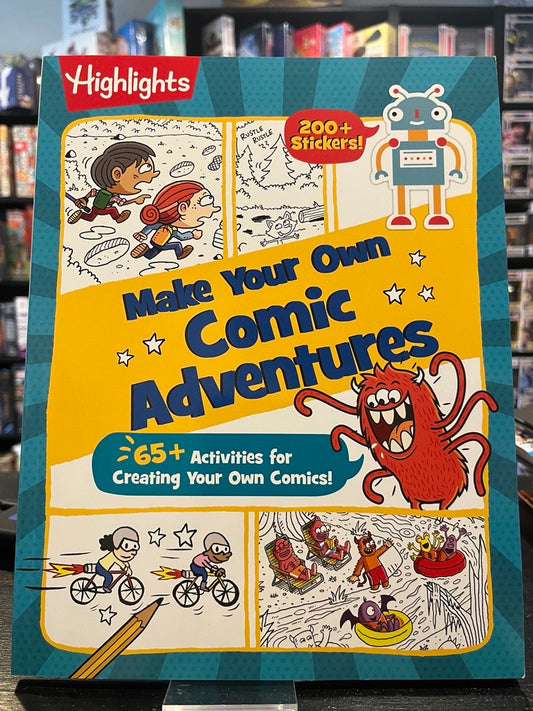 Highlights
RUSTLE
RUSTLE
200+
Stickers!
Make Your Own
Comic
Adventures
65+ Activities for
Creating Your Own Comics!